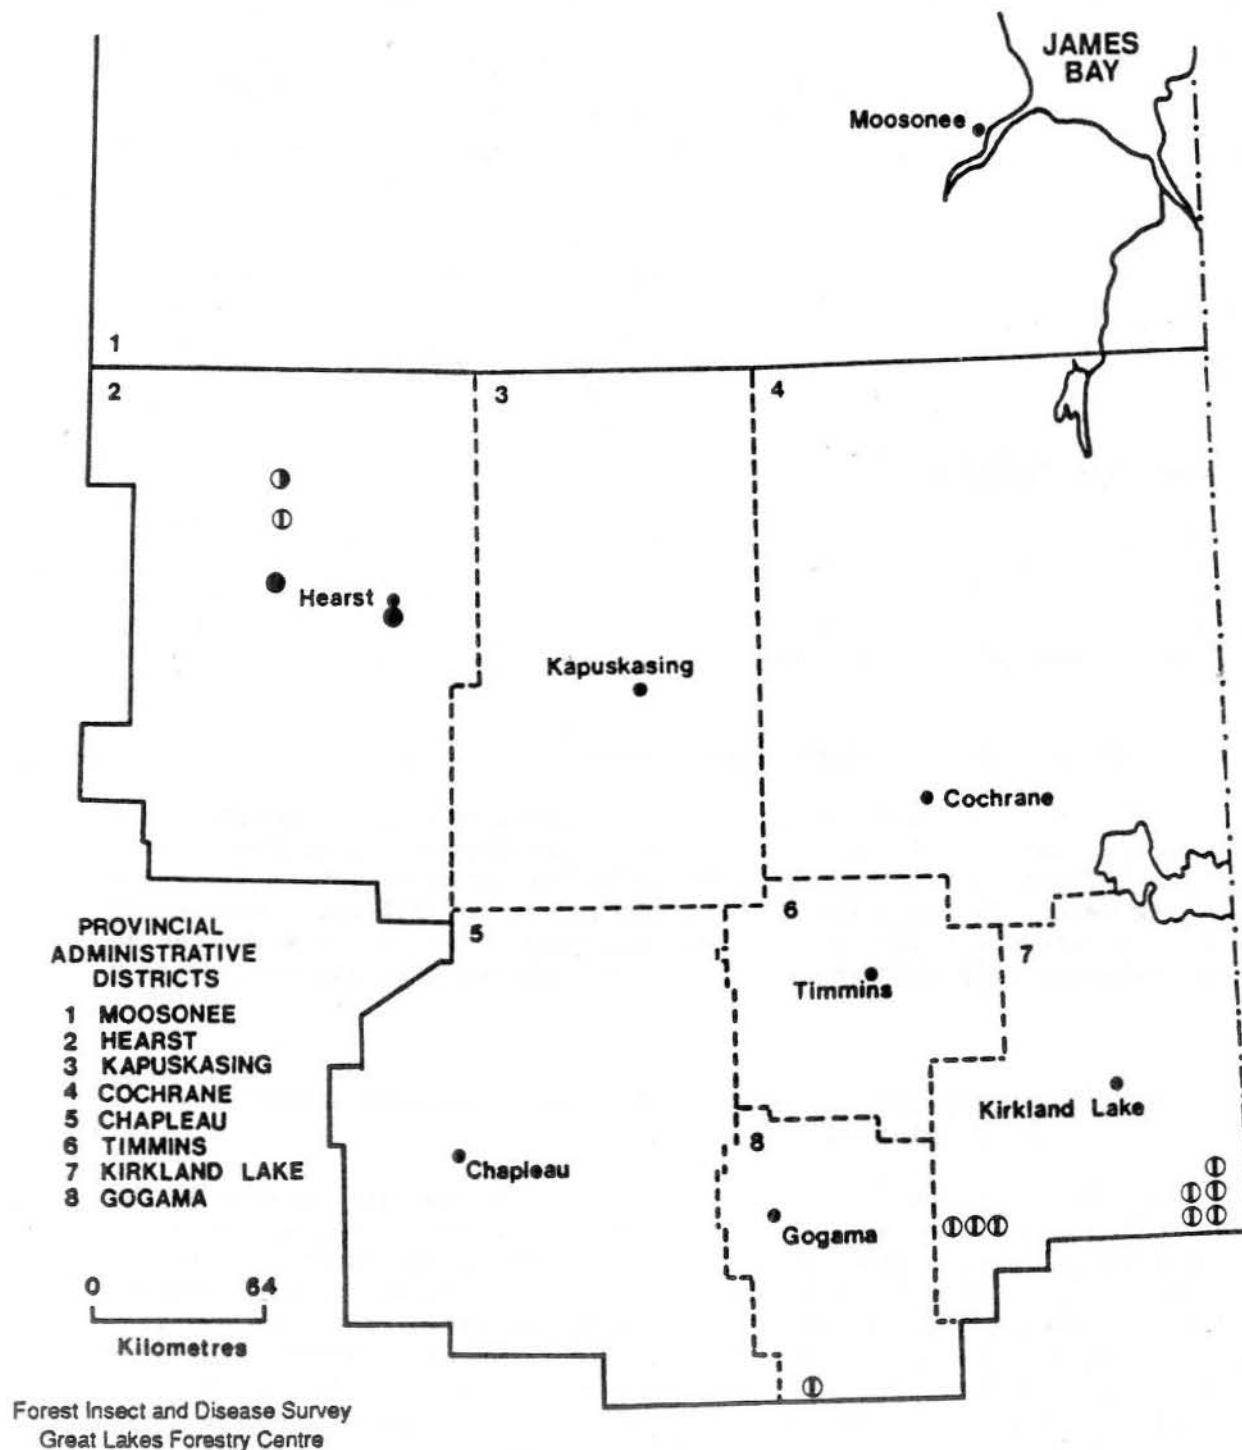 JAMES
BAY
Moosonee
1
2
3
4
Hearst
Kapuskasing
Cochrane
6
PROVINCIAL
ADMINISTRATIVE
DISTRICTS
5
7
Timmins
1 MOOSONEE
2 HEARST
3 KAPUSKASING
4 COCHRANE
5 CHAPLEAU
6 TIMMINS
7 KIRKLAND LAKE
8 GOGAMA
Kirkland Lake
8
Chapleau
Gogama
0 64
Kilometres
Forest Insect and Disease Survey
Great Lakes Forestry Centre